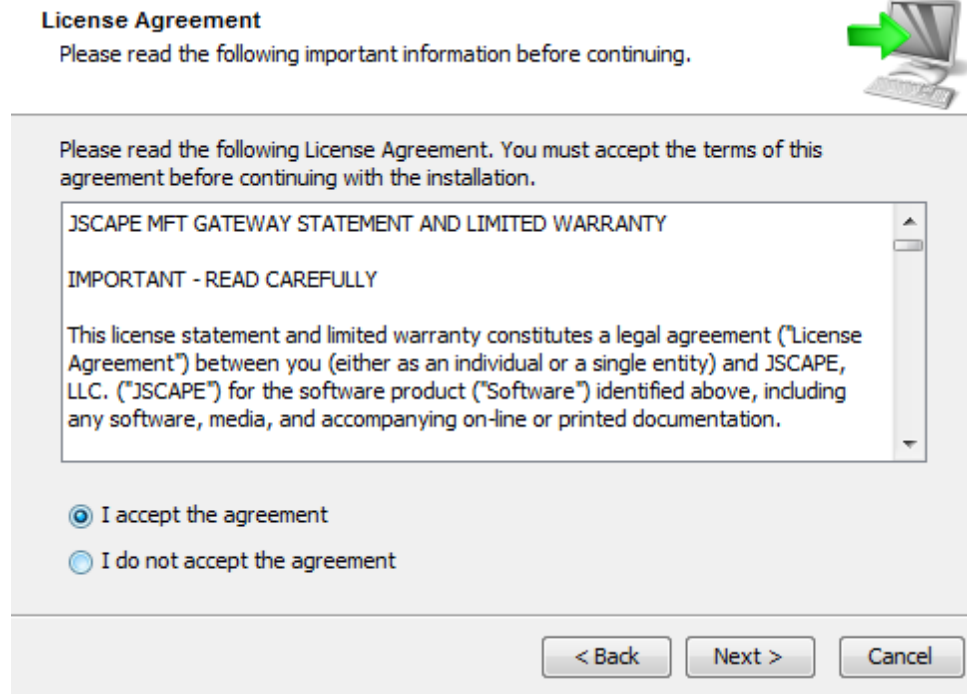 License Agreement
Please read the following important information before continuing.
Please read the following License Agreement. You must accept the terms of this
agreement before continuing with the installation.
JSCAPE MFT GATEWAY STATEMENT AND LIMITED WARRANTY
IMPORTANT - READ CAREFULLY
This license statement and limited warranty constitutes a legal agreement ("License
Agreement") between you (either as an individual or a single entity) and JSCAPE,
LLC. ("JSCAPE") for the software product ("Software") identified above, including
any software, media, and accompanying on-line or printed documentation.
I accept the agreement
I do not accept the agreement
< Back Next > Cancel